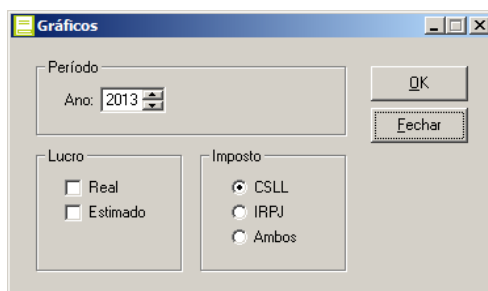 Gráficos
Período
Ano: 2013
OK
Fechar
Lucro
Real
Estimado
Imposto
CSLL
IRPJ
Ambos